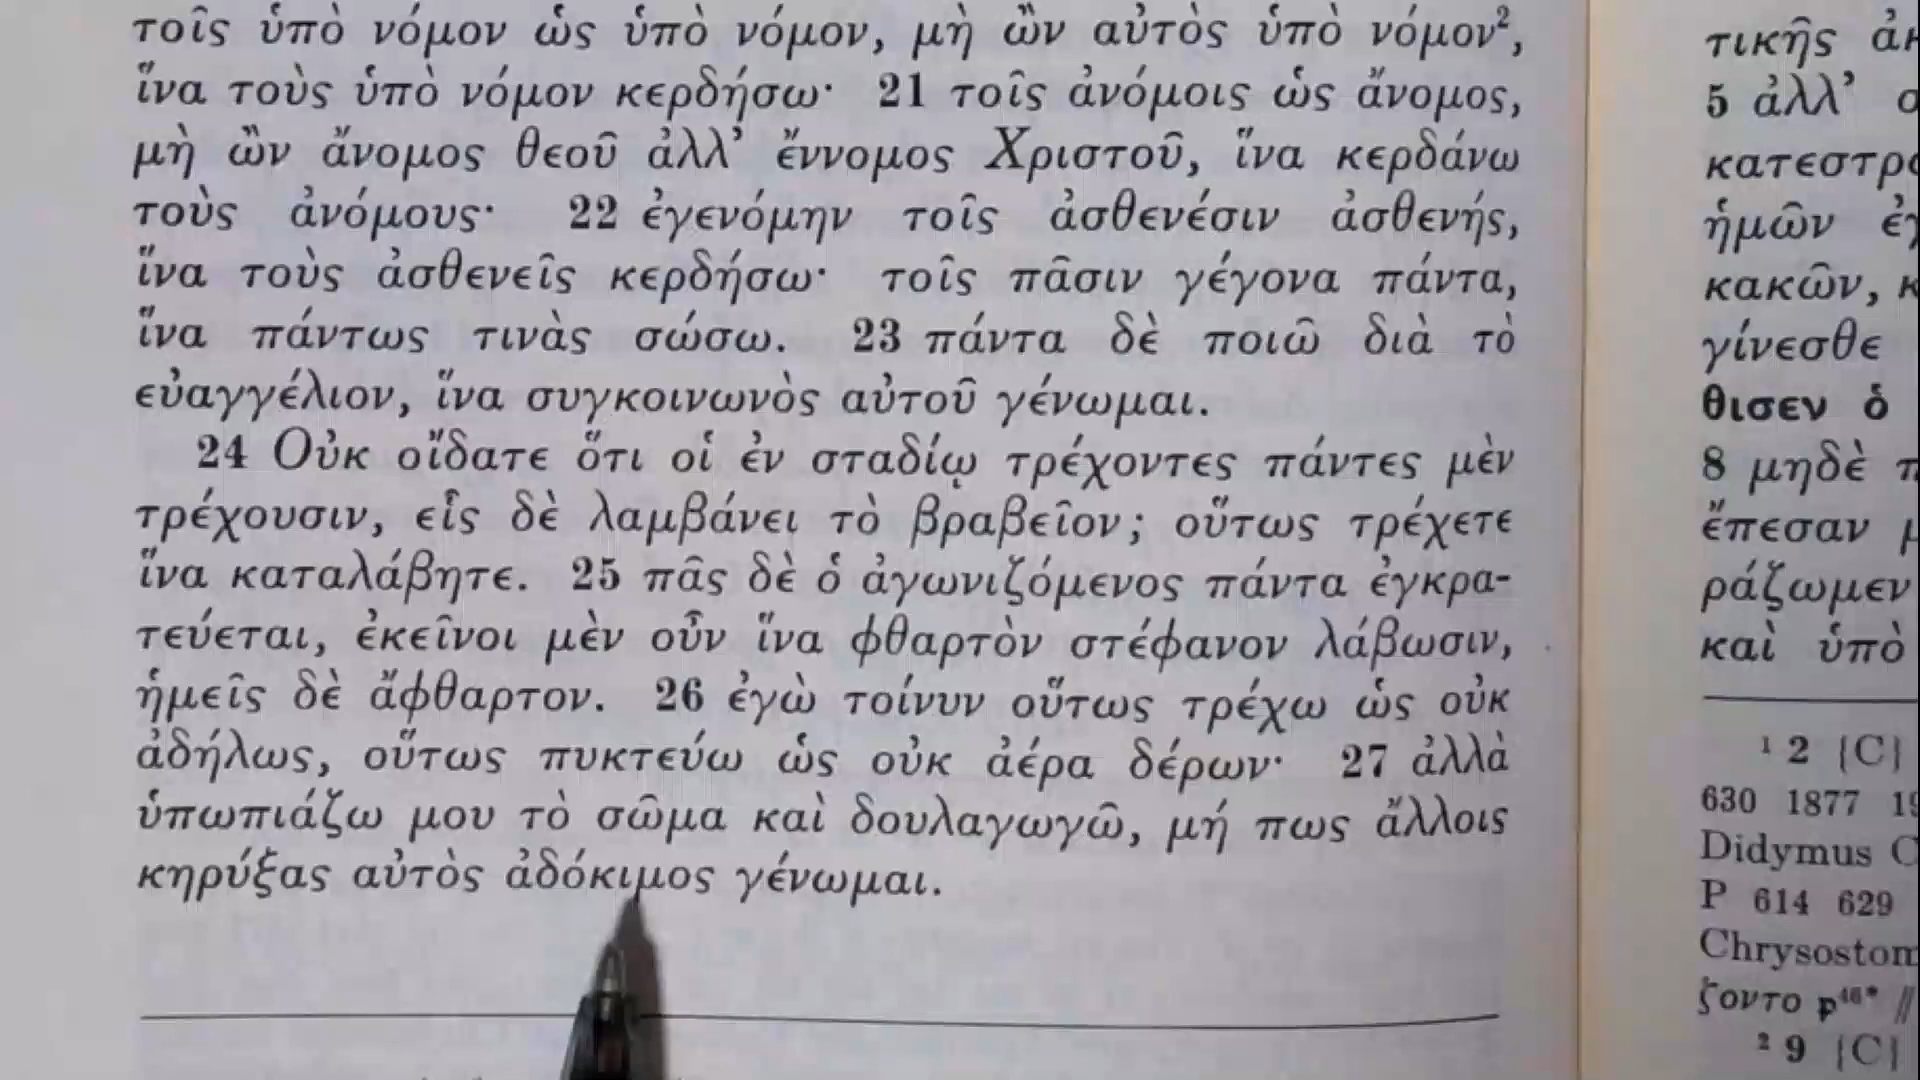 τοῖς ὑπὸ νόμον ὡς ὑπὸ νόμον, μὴ ὢν αὐτὸς ὑπὸ νόμον²,
ἵνα τοὺς ὑπὸ νόμον κερδήσω· 21 τοῖς ἀνόμοις ὡς ἄνομος,
μὴ ὢν ἄνομος θεοῦ ἀλλ’ ἔννομος Χριστοῦ, ἵνα κερδάνω
τοὺς ἀνόμους· 22 ἐγενόμην τοῖς ἀσθενέσιν ἀσθενής,
ἵνα τοὺς ἀσθενεῖς κερδήσω· τοῖς πᾶσιν γέγονα πάντα,
ἵνα πάντως τινὰς σώσω. 23 πάντα δὲ ποιῶ διὰ τὸ
εὐαγγέλιον, ἵνα συγκοινωνὸς αὐτοῦ γένωμαι.
24 Οὐκ οἴδατε ὅτι οἱ ἐν σταδίῳ τρέχοντες πάντες μὲν
τρέχουσιν, εἷς δὲ λαμβάνει τὸ βραβεῖον; οὕτως τρέχετε
ἵνα καταλάβητε. 25 πᾶς δὲ ὁ ἀγωνιζόμενος πάντα ἐγκρα-
τεύεται, ἐκεῖνοι μὲν οὖν ἵνα φθαρτὸν στέφανον λάβωσιν,
ἡμεῖς δὲ ἄφθαρτον. 26 ἐγὼ τοίνυν οὕτως τρέχω ὡς οὐκ
ἀδήλως, οὕτως πυκτεύω ὡς οὐκ ἀέρα δέρων· 27 ἀλλὰ
ὑπωπιάζω μου τὸ σῶμα καὶ δουλαγωγῶ, μή πως ἄλλοις
κηρύξας αὐτὸς ἀδόκιμος γένωμαι.
τικῆς
5 ἀλλ’
ἡμῶν
κακῶν,
γίνεσθε
θισεν ὁ
8 μηδὲ
ἔπεσαν
ράζωμεν
καὶ ὑπὸ
¹ 2 {C}
630 1877
Didymus
P 614 629
Chrysostom
ζοντο p⁴⁶* //
² 9 {C}